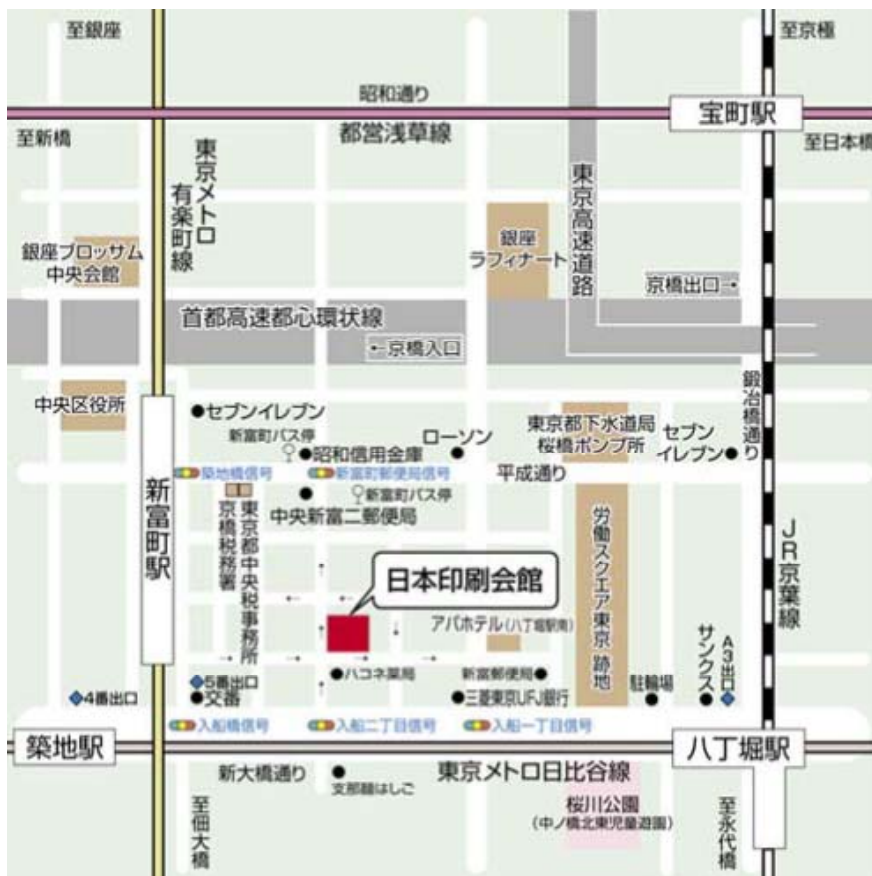 至銀座
至京極
昭和通り
宝町駅
至新橋
都営浅草線
至日本橋
東京メトロ
有楽町線
東京高速道路
銀座ブロッサム
中央会館
銀座
ラフィナート
京橋出口→
首都高速都心環状線
←京橋入口
鍛冶橋通り
中央区役所
セブンイレブン
新富町バス停
昭和信用金庫
ローソン
東京都下水道局
桜橋ポンプ所
セブン
イレブン
築地橋信号
新富町郵便局信号
平成通り
新富町駅
新富町バス停
中央新富二郵便局
東京都中央税事務所
京橋税務署
労働スクエア東京 跡地
JR京葉線
日本印刷会館
アパホテル(八丁堀駅南)
サンクス
A3出口
5番出口
ハコネ薬局
新富郵便局
駐輪場
4番出口
交番
三菱東京UFJ銀行
入船橋信号
入船二丁目信号
入船一丁目信号
築地駅
八丁堀駅
新大橋通り
東京メトロ日比谷線
支那麺はしご
桜川公園
(中ノ橋北東児童遊園)
至佃大橋
至永代橋